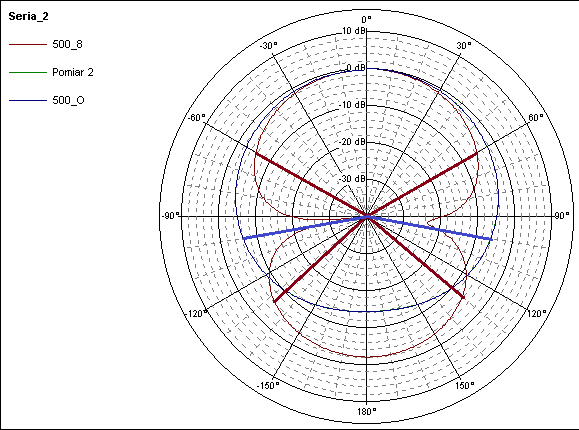 Seria_2
500_8
Pomiar 2
500_O
0°
10 dB
-30°
30°
0 dB
-10 dB
-60°
60°
-20 dB
-30 dB
-90°
90°
-120°
120°
-150°
150°
180°